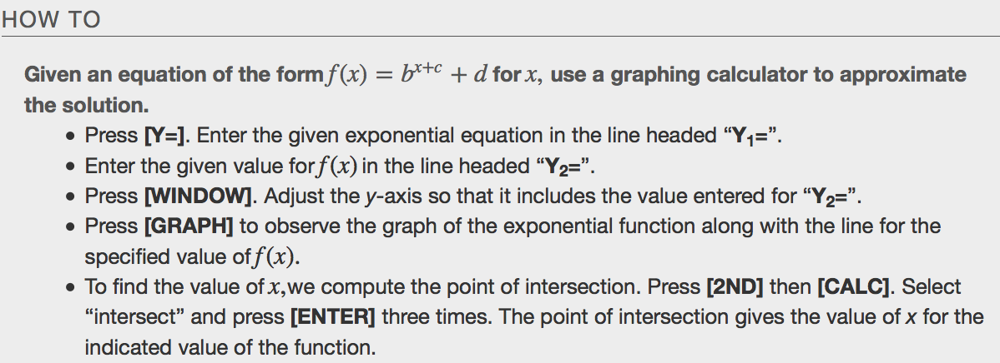 HOW TO
Given an equation of the form f(x) = b^{x+c} + d for x, use a graphing calculator to approximate
the solution.
• Press [Y=]. Enter the given exponential equation in the line headed “Y₁=”.
• Enter the given value for f(x) in the line headed “Y₂=”.
• Press [WINDOW]. Adjust the y-axis so that it includes the value entered for “Y₂=”.
• Press [GRAPH] to observe the graph of the exponential function along with the line for the
specified value of f(x).
• To find the value of x,we compute the point of intersection. Press [2ND] then [CALC]. Select
“intersect” and press [ENTER] three times. The point of intersection gives the value of x for the
indicated value of the function.